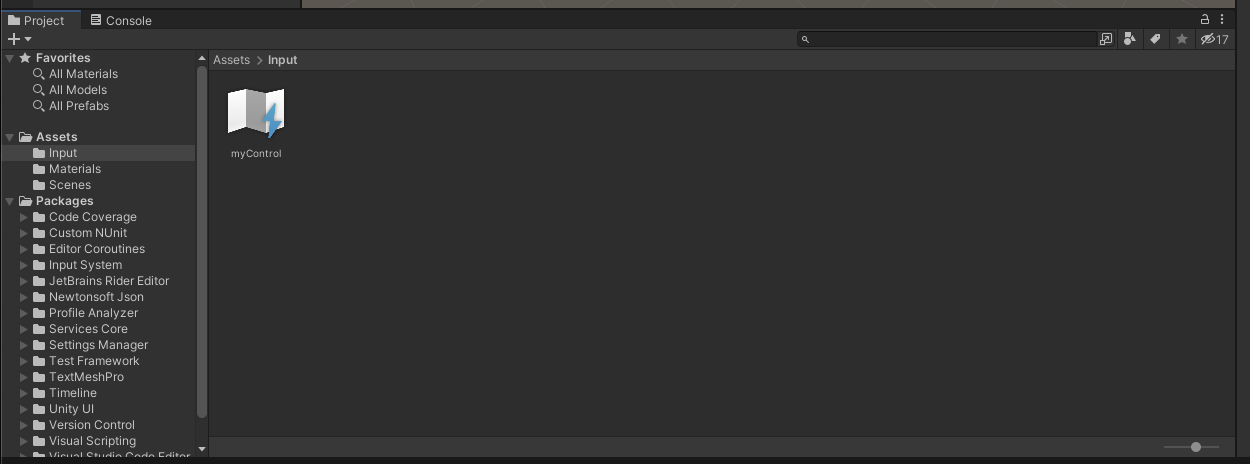 Project
Console
17
Favorites
All Materials
All Models
All Prefabs
Assets
Input
Materials
Scenes
Packages
Code Coverage
Custom NUnit
Editor Coroutines
Input System
JetBrains Rider Editor
Newtonsoft Json
Profile Analyzer
Services Core
Settings Manager
Test Framework
TextMeshPro
Timeline
Unity UI
Version Control
Visual Scripting
Visual Studio Code Editor
Assets > Input
myControl